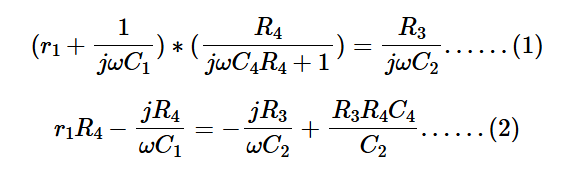 (r₁ + 1/(jωC₁)) * (R₄/(jωC₄R₄ + 1)) = R₃/(jωC₂) ......(1)
r₁R₄ − jR₄/(ωC₁) = −jR₃/(ωC₂) + R₃R₄C₄/C₂ ......(2)